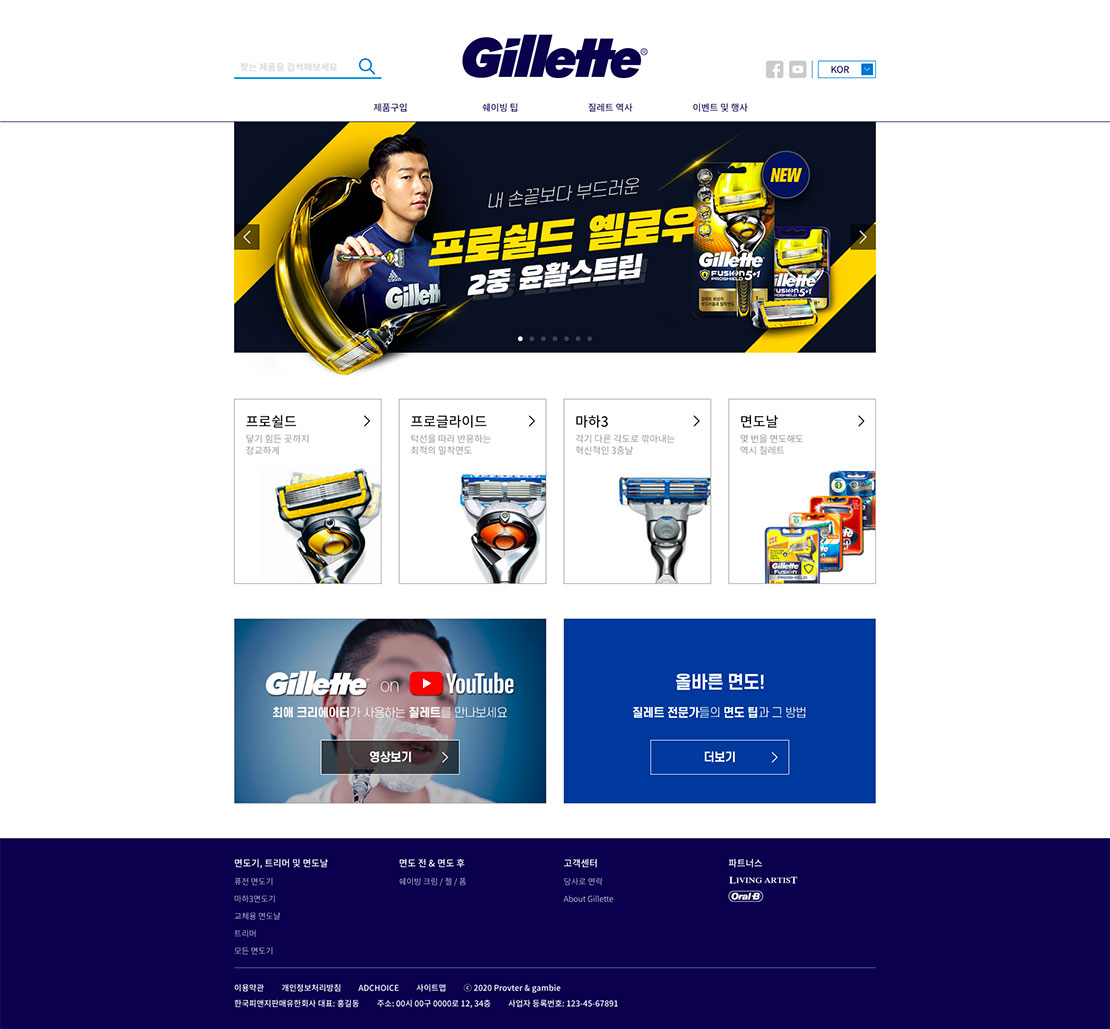 찾는 제품을 검색해보세요
Gillette®
KOR
제품구입
쉐이빙 팁
질레트 역사
이벤트 및 행사
내 손끝보다 부드러운
프로쉴드 옐로우
2중 윤활스트립
NEW
Gillette
Gillette
FUSION 5+1
PROSHIELD
Gillette
FUSION 5+1
PROSHIELD
프로쉴드
닿기 힘든 곳까지
정교하게
프로글라이드
턱선을 따라 반응하는
최적의 밀착면도
마하3
각기 다른 각도로 깎아내는
혁신적인 3중날
면도날
몇 번을 면도해도
역시 질레트
Gillette
FUSION
PROSHIELD
Gillette on YouTube
최애 크리에이터가 사용하는 질레트를 만나보세요
영상보기
올바른 면도!
질레트 전문가들의 면도 팁과 그 방법
더보기
면도기, 트리머 및 면도날
퓨전 면도기
마하3면도기
교체용 면도날
트리머
모든 면도기
면도 전 & 면도 후
쉐이빙 크림 / 젤 / 폼
고객센터
당사로 연락
About Gillette
파트너스
LIVING ARTIST
Oral-B
이용약관 개인정보처리방침 ADCHOICE 사이트맵 ⓒ 2020 Provter & gambie
한국피앤지판매유한회사 대표: 홍길동 주소: 00시 00구 0000로 12, 34층 사업자 등록번호: 123-45-67891